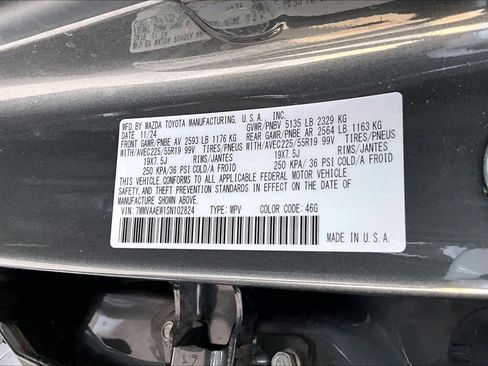 MFD. BY MAZDA TOYOTA MANUFACTURING, U.S.A., INC.
DATE 11/24 GVWR/PNBV 5135 LB 2329 KG
FRONT GAWR/PNBE AV 2593 LB 1176 KG REAR GAWR/PNBE AR 2564 LB 1163 KG
WITH/AVEC225/55R19 99V TIRES/PNEUS WITH/AVEC225/55R19 99V TIRES/PNEUS
19X7.5J RIMS/JANTES 19X7.5J RIMS/JANTES
250 KPA/ 36 PSI COLD/A FROID 250 KPA/ 36 PSI COLD/A FROID
THIS VEHICLE CONFORMS TO ALL APPLICABLE FEDERAL MOTOR VEHICLE
SAFETY AND THEFT PREVENTION STANDARDS IN EFFECT ON THE DATE OF
MANUFACTURE SHOWN ABOVE.
VIN: 7MMVAAEW1SN102824 TYPE: MPV COLOR CODE: 46G
MADE IN U.S.A.
17